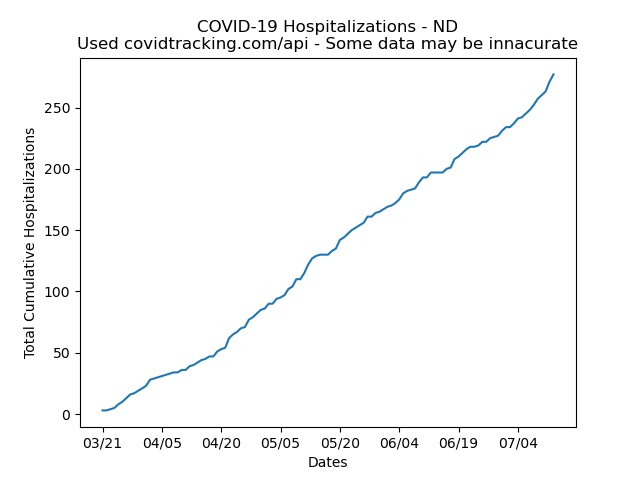 COVID-19 Hospitalizations - ND
Used covidtracking.com/api - Some data may be innacurate
Total Cumulative Hospitalizations
250
200
150
100
50
0
03/21 04/05 04/20 05/05 05/20 06/04 06/19 07/04
Dates